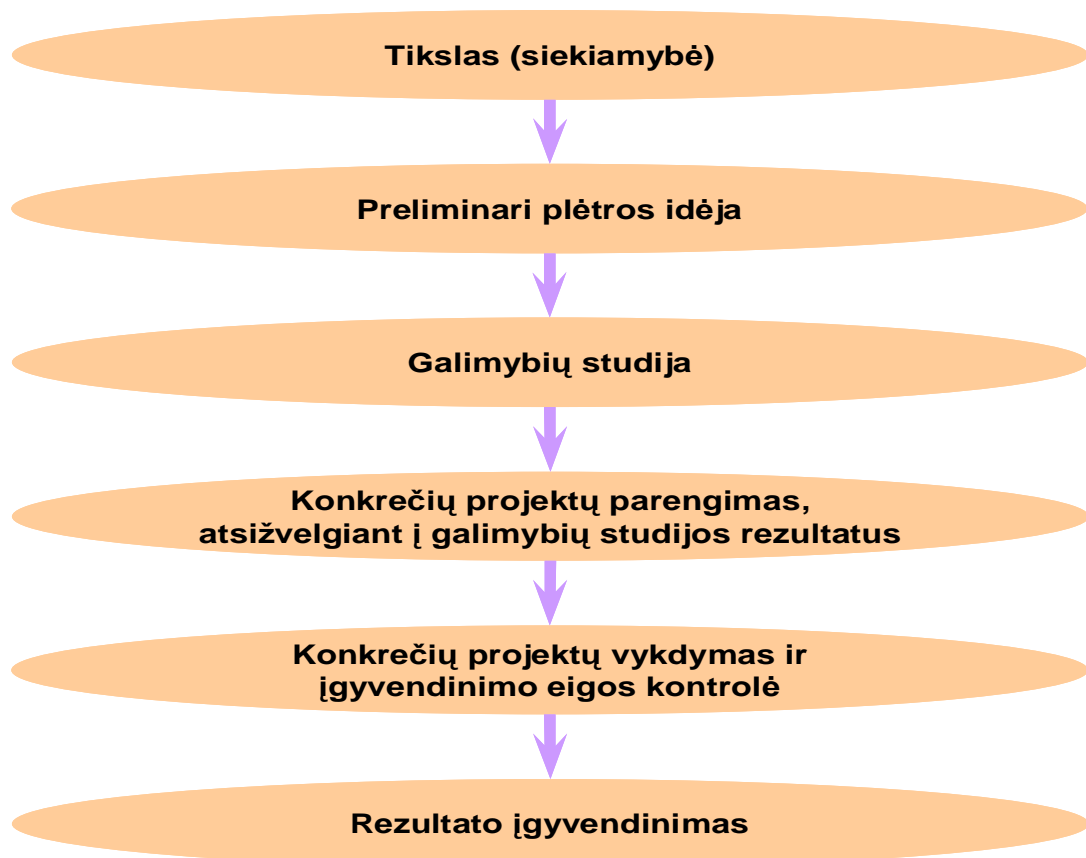 Tikslas (siekiamybė)
Preliminari plėtros idėja
Galimybių studija
Konkrečių projektų parengimas,
atsižvelgiant į galimybių studijos rezultatus
Konkrečių projektų vykdymas ir
įgyvendinimo eigos kontrolė
Rezultato įgyvendinimas